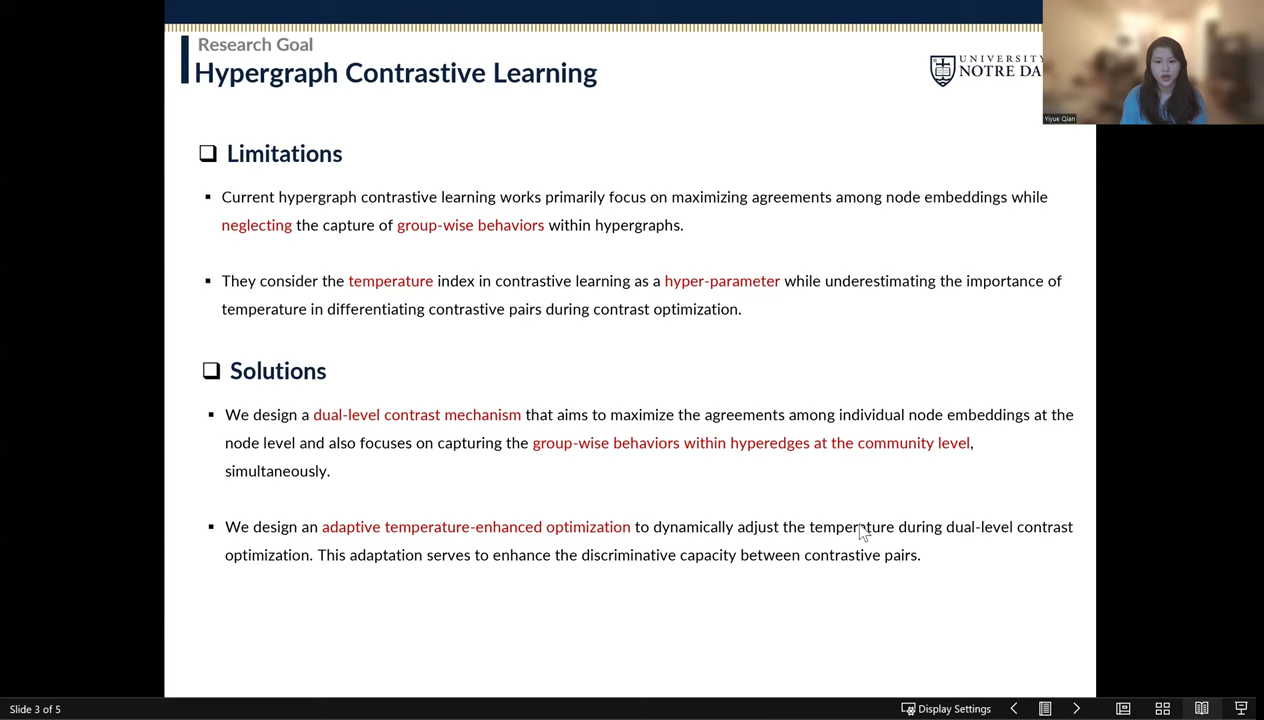 Research Goal
Hypergraph Contrastive Learning
UNIVERSITY
NOTRE DA
Yiyue Qian
Limitations
Current hypergraph contrastive learning works primarily focus on maximizing agreements among node embeddings while
neglecting the capture of group-wise behaviors within hypergraphs.
They consider the temperature index in contrastive learning as a hyper-parameter while underestimating the importance of
temperature in differentiating contrastive pairs during contrast optimization.
Solutions
We design a dual-level contrast mechanism that aims to maximize the agreements among individual node embeddings at the
node level and also focuses on capturing the group-wise behaviors within hyperedges at the community level,
simultaneously.
We design an adaptive temperature-enhanced optimization to dynamically adjust the temperature during dual-level contrast
optimization. This adaptation serves to enhance the discriminative capacity between contrastive pairs.
Slide 3 of 5
Display Settings